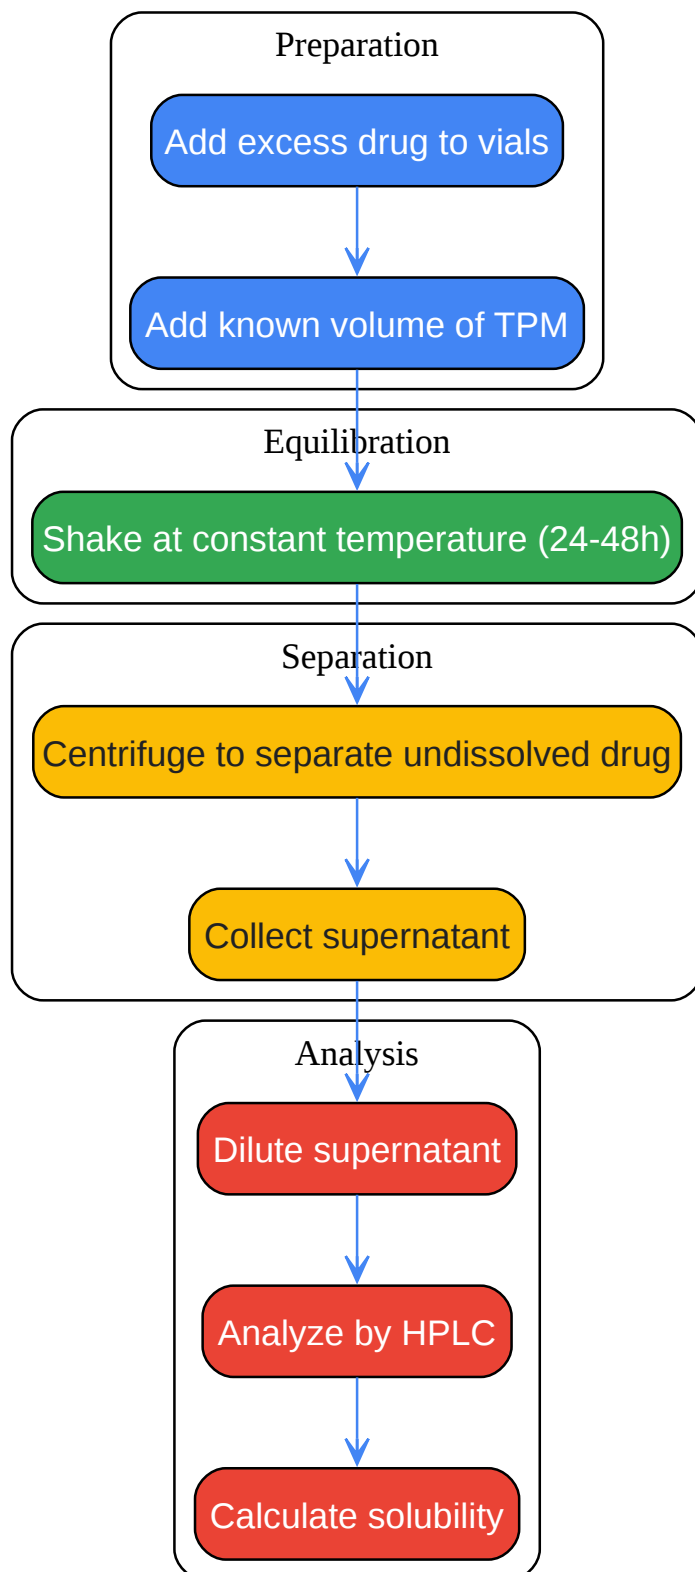 Preparation
Add excess drug to vials
Add known volume of TPM
Equilibration
Shake at constant temperature (24-48h)
Separation
Centrifuge to separate undissolved drug
Collect supernatant
Analysis
Dilute supernatant
Analyze by HPLC
Calculate solubility